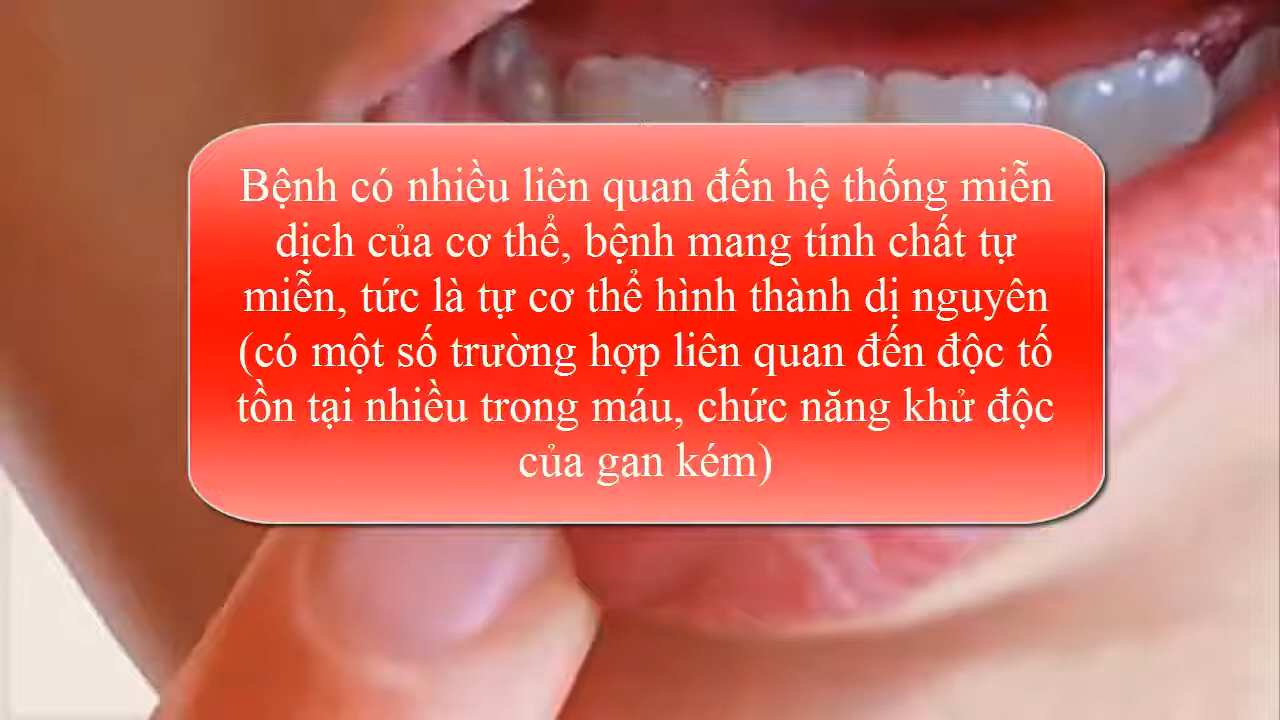 Bệnh có nhiều liên quan đến hệ thống miễn
dịch của cơ thể, bệnh mang tính chất tự
miễn, tức là tự cơ thể hình thành dị nguyên
(có một số trường hợp liên quan đến độc tố
tồn tại nhiều trong máu, chức năng khử độc
của gan kém)